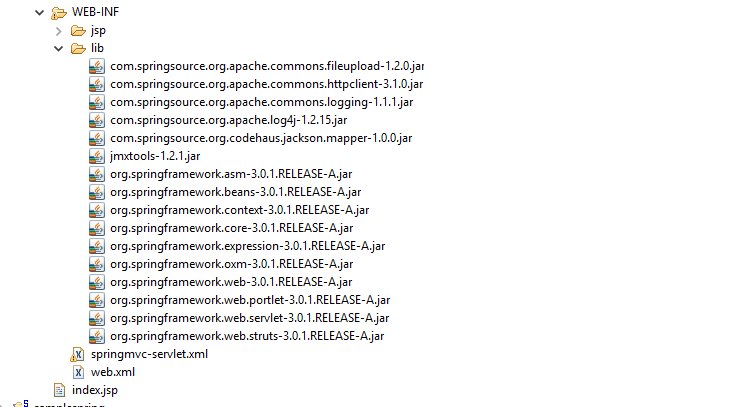 WEB-INF
jsp
lib
com.springsource.org.apache.commons.fileupload-1.2.0.jar
com.springsource.org.apache.commons.httpclient-3.1.0.jar
com.springsource.org.apache.commons.logging-1.1.1.jar
com.springsource.org.apache.log4j-1.2.15.jar
com.springsource.org.codehaus.jackson.mapper-1.0.0.jar
jmxtools-1.2.1.jar
org.springframework.asm-3.0.1.RELEASE-A.jar
org.springframework.beans-3.0.1.RELEASE-A.jar
org.springframework.context-3.0.1.RELEASE-A.jar
org.springframework.core-3.0.1.RELEASE-A.jar
org.springframework.expression-3.0.1.RELEASE-A.jar
org.springframework.oxm-3.0.1.RELEASE-A.jar
org.springframework.web-3.0.1.RELEASE-A.jar
org.springframework.web.portlet-3.0.1.RELEASE-A.jar
org.springframework.web.servlet-3.0.1.RELEASE-A.jar
org.springframework.web.struts-3.0.1.RELEASE-A.jar
springmvc-servlet.xml
web.xml
index.jsp